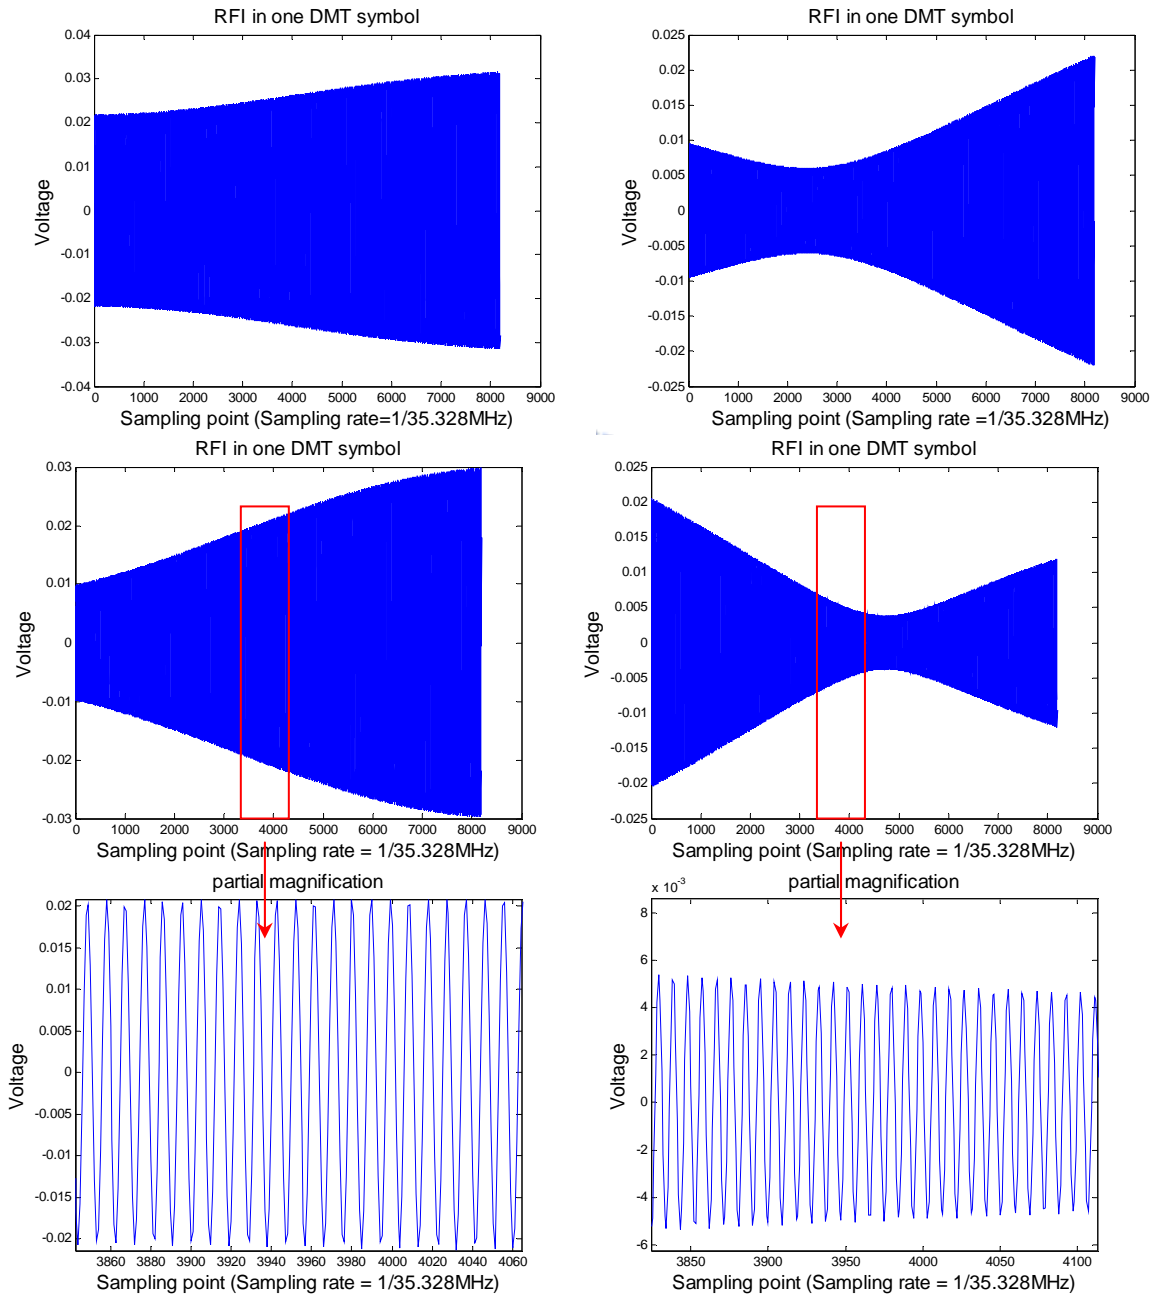 RFI in one DMT symbol
0.04
0.03
0.02
0.01
0
-0.01
-0.02
-0.03
-0.04
Voltage
0 1000 2000 3000 4000 5000 6000 7000 8000 9000
Sampling point (Sampling rate=1/35.328MHz)
RFI in one DMT symbol
0.025
0.02
0.015
0.01
0.005
0
-0.005
-0.01
-0.015
-0.02
-0.025
Voltage
0 1000 2000 3000 4000 5000 6000 7000 8000 9000
Sampling point (Sampling rate =1/35.328MHz)
RFI in one DMT symbol
0.03
0.02
0.01
0
-0.01
-0.02
-0.03
Voltage
0 1000 2000 3000 4000 5000 6000 7000 8000 9000
Sampling point (Sampling rate = 1/35.328MHz)
RFI in one DMT symbol
0.025
0.02
0.015
0.01
0.005
0
-0.005
-0.01
-0.015
-0.02
-0.025
Voltage
0 1000 2000 3000 4000 5000 6000 7000 8000 9000
Sampling point (Sampling rate = 1/35.328MHz)
partial magnification
0.02
0.015
0.01
0.005
0
-0.005
-0.01
-0.015
-0.02
Voltage
3860 3880 3900 3920 3940 3960 3980 4000 4020 4040 4060
Sampling point (Sampling rate = 1/35.328MHz)
partial magnification
x 10-3
8
6
4
2
0
-2
-4
-6
Voltage
3850 3900 3950 4000 4050 4100
Sampling point (Sampling rate = 1/35.328MHz)